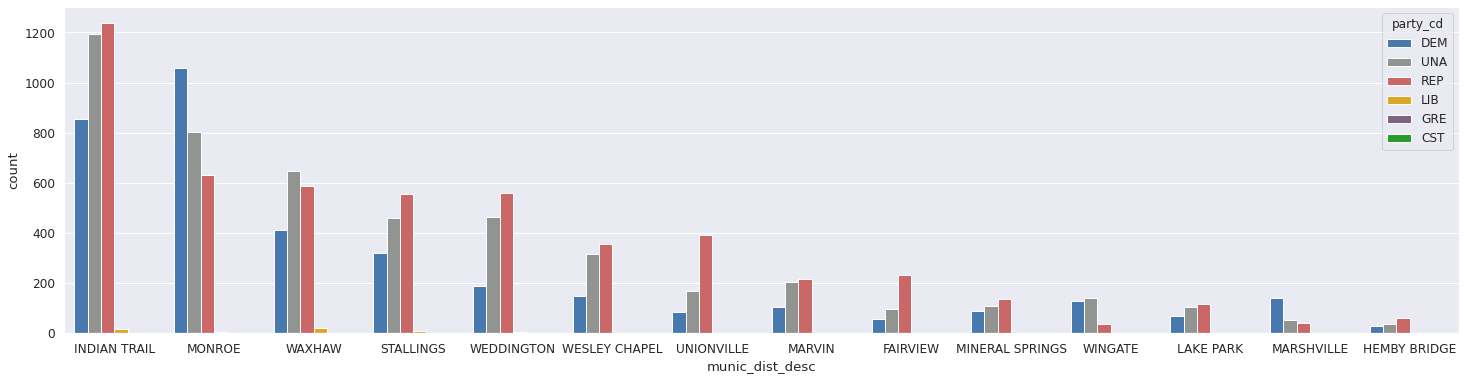 party_cd
DEM
UNA
REP
LIB
GRE
CST
1200
1000
800
600
400
200
0
count
INDIAN TRAIL MONROE WAXHAW STALLINGS WEDDINGTON WESLEY CHAPEL UNIONVILLE MARVIN FAIRVIEW MINERAL SPRINGS WINGATE LAKE PARK MARSHVILLE HEMBY BRIDGE
munic_dist_desc